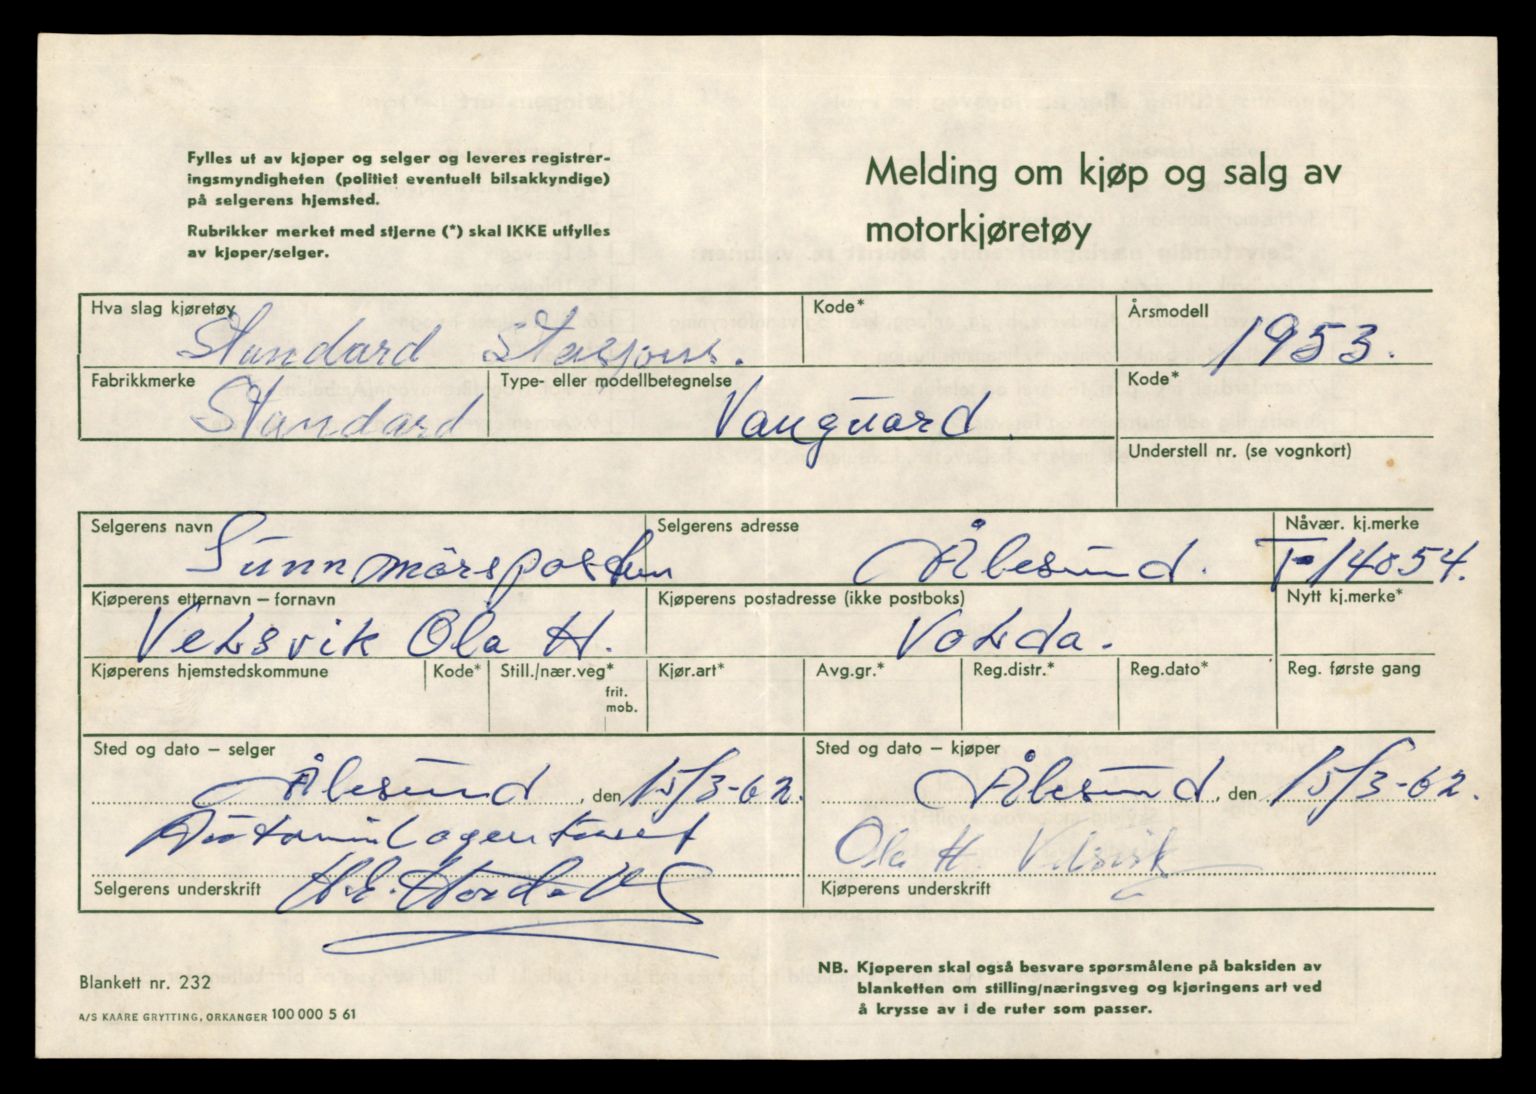 Fylles ut av kjøper og selger og leveres registrer-
ingsmyndigheten (politiet eventuelt bilsakkyndige)
på selgerens hjemsted.
Rubrikker merket med stjerne (*) skal IKKE utfylles
av kjøper/selger.
Melding om kjøp og salg av
motorkjøretøy
Hva slag kjøretøy
Standard Stasjons.
Kode*
Årsmodell
1953.
Fabrikkmerke
Standard
Type- eller modellbetegnelse
Vanguard.
Kode*
Understell nr. (se vognkort)
Selgerens navn
Sunnmörsposten
Selgerens adresse
Ålesund.
Nåvær. kj.merke
T-14854.
Kjøperens etternavn – fornavn
Velsvik Ola H.
Kjøperens postadresse (ikke postboks)
Volda.
Nytt kj.merke*
Kjøperens hjemstedskommune
Kode*
Still./nær.veg*
frit.
mob.
Kjør.art*
Avg.gr.*
Reg.distr.*
Reg.dato*
Reg. første gang
Sted og dato – selger
Ålesund, den 15/3-62.
Selgerens underskrift
Sted og dato – kjøper
Ålesund, den 15/3-62.
Ola H. Velsvik
Kjøperens underskrift
Blankett nr. 232
A/S KAARE GRYTTING, ORKANGER 100 000 5 61
NB. Kjøperen skal også besvare spørsmålene på baksiden av
blanketten om stilling/næringsveg og kjøringens art ved
å krysse av i de ruter som passer.